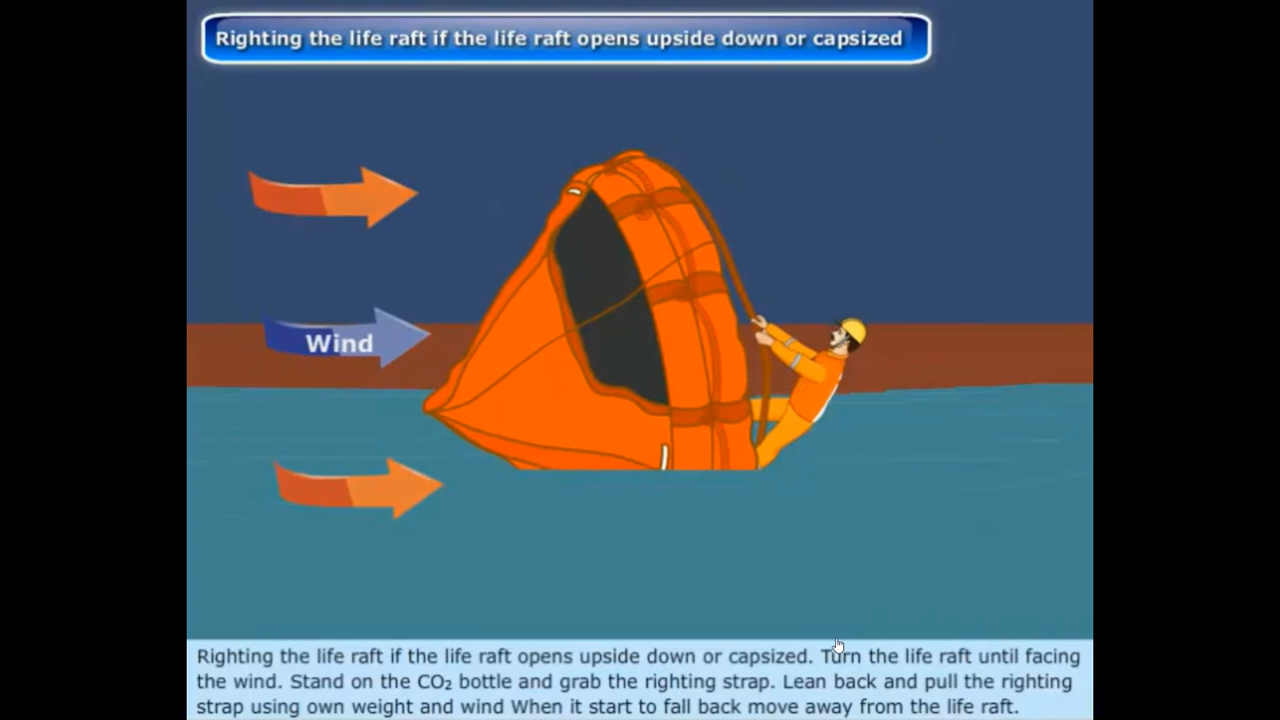 Righting the life raft if the life raft opens upside down or capsized
Wind
Righting the life raft if the life raft opens upside down or capsized. Turn the life raft until facing
the wind. Stand on the CO₂ bottle and grab the righting strap. Lean back and pull the righting
strap using own weight and wind When it start to fall back move away from the life raft.